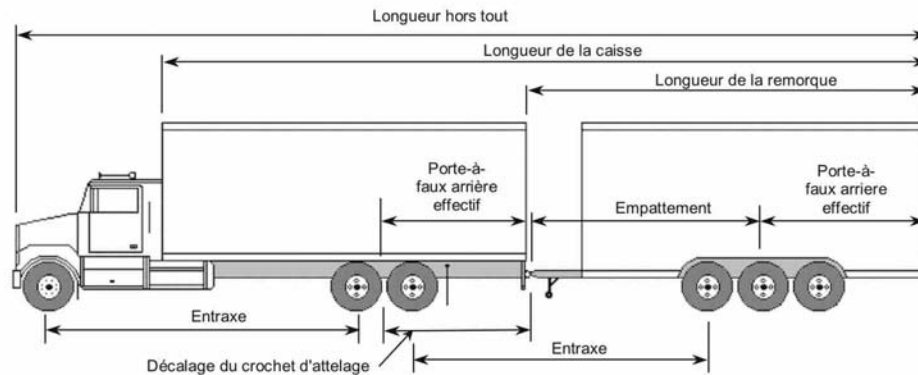 Longueur hors tout
Longueur de la caisse
Longueur de la remorque
Porte-à-
faux arrière
effectif
Empattement
Porte-à-
faux arriere
effectif
Entraxe
Décalage du crochet d'attelage
Entraxe